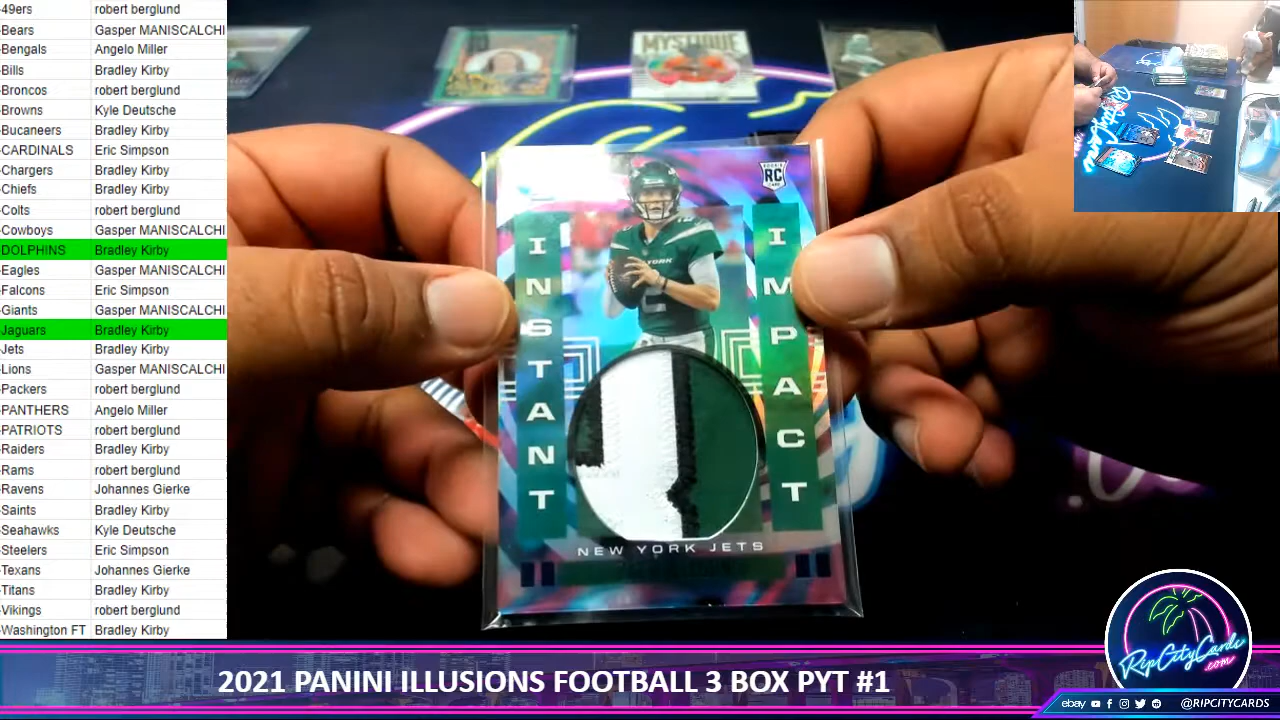 -49ers robert berglund
-Bears Gasper MANISCALCHI
-Bengals Angelo Miller
-Bills Bradley Kirby
-Broncos robert berglund
-Browns Kyle Deutsche
-Bucaneers Bradley Kirby
-CARDINALS Eric Simpson
-Chargers Bradley Kirby
-Chiefs Bradley Kirby
-Colts robert berglund
-Cowboys Gasper MANISCALCHI
-DOLPHINS Bradley Kirby
-Eagles Gasper MANISCALCHI
-Falcons Eric Simpson
-Giants Gasper MANISCALCHI
-Jaguars Bradley Kirby
-Jets Bradley Kirby
-Lions Gasper MANISCALCHI
-Packers robert berglund
-PANTHERS Angelo Miller
-PATRIOTS robert berglund
-Raiders Bradley Kirby
-Rams robert berglund
-Ravens Johannes Gierke
-Saints Bradley Kirby
-Seahawks Kyle Deutsche
-Steelers Eric Simpson
-Texans Johannes Gierke
-Titans Bradley Kirby
-Vikings robert berglund
-Washington FT Bradley Kirby
MYSTIQUE
RC
INSTANT
IMPACT
NEW YORK JETS
RipCityCards
.com
2021 PANINI ILLUSIONS FOOTBALL 3 BOX PYT #1
ebay @RIPCITYCARDS